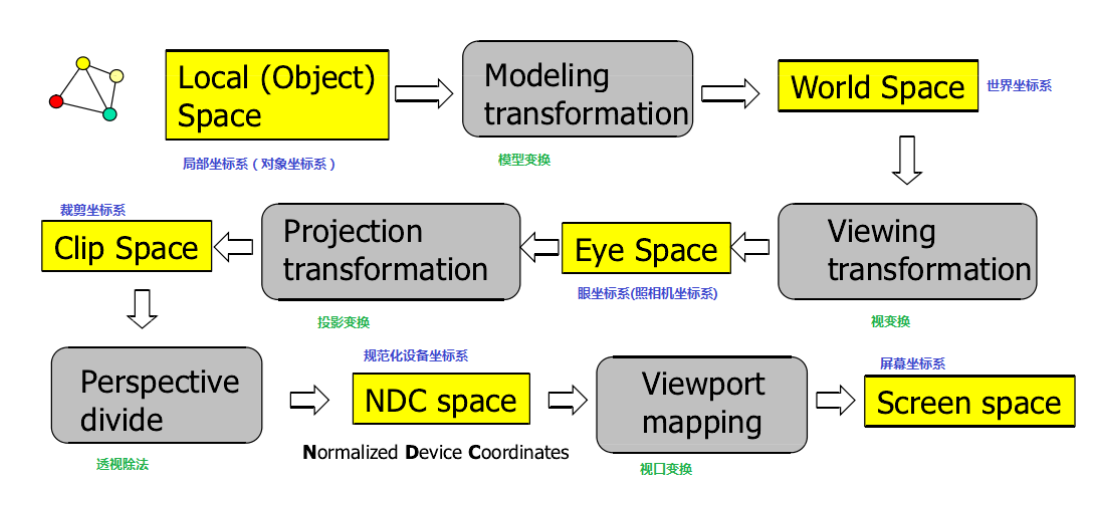 Local (Object)
Space
局部坐标系（对象坐标系）
Modeling
transformation
模型变换
World Space
世界坐标系
Viewing
transformation
视变换
Eye Space
眼坐标系(照相机坐标系)
Projection
transformation
投影变换
裁剪坐标系
Clip Space
Perspective
divide
透视除法
规范化设备坐标系
NDC space
Normalized Device Coordinates
Viewport
mapping
视口变换
屏幕坐标系
Screen space